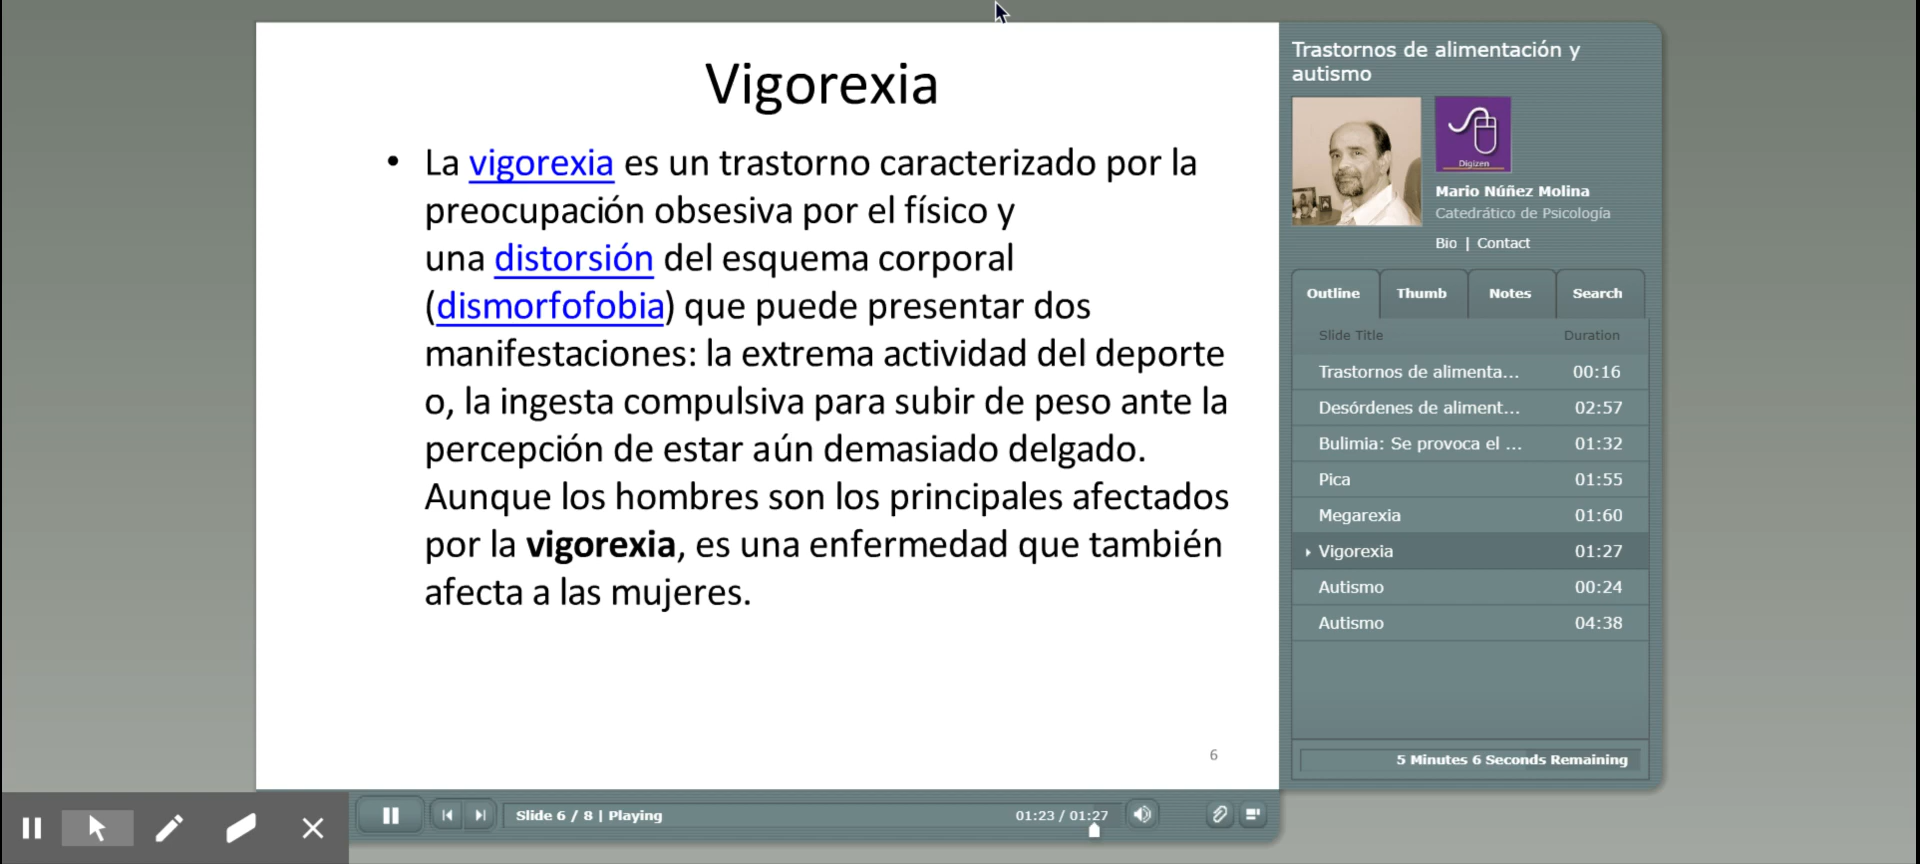 Vigorexia
• La vigorexia es un trastorno caracterizado por la
preocupación obsesiva por el físico y
una distorsión del esquema corporal
(dismorfofobia) que puede presentar dos
manifestaciones: la extrema actividad del deporte
o, la ingesta compulsiva para subir de peso ante la
percepción de estar aún demasiado delgado.
Aunque los hombres son los principales afectados
por la vigorexia, es una enfermedad que también
afecta a las mujeres.
6
Trastornos de alimentación y
autismo
Digizen
Mario Núñez Molina
Catedrático de Psicología
Bio | Contact
Outline Thumb Notes Search
Slide Title Duration
Trastornos de alimenta... 00:16
Desórdenes de aliment... 02:57
Bulimia: Se provoca el ... 01:32
Pica 01:55
Megarexia 01:60
Vigorexia 01:27
Autismo 00:24
Autismo 04:38
5 Minutes 6 Seconds Remaining
Slide 6 / 8 | Playing 01:23 / 01:27